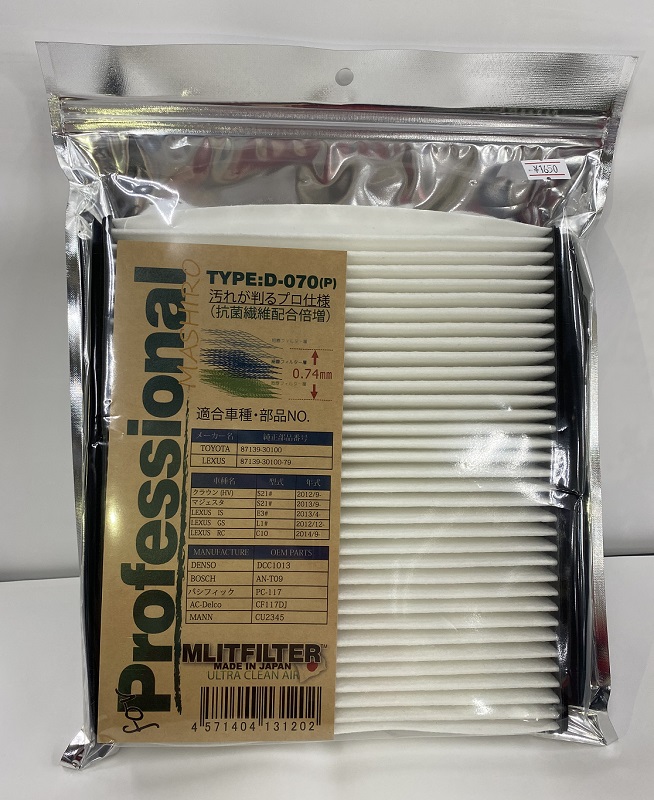 ¥1650
for Professional
MASHIRO
TYPE:D-070(P)
汚れが判るプロ仕様
(抗菌繊維配合倍増)
0.74mm
適合車種・部品NO.
メーカー名 純正部品番号
TOYOTA 87139-30100
LEXUS 87139-30100-79
車種名 型式 年式
クラウン(HV) S21# 2012/9-
マジェスタ S21# 2013/9-
LEXUS IS E3# 2013/4-
LEXUS GS L1# 2012/12-
LEXUS RC C10 2014/9-
MANUFACTURE OEM PARTS
DENSO DCC1013
BOSCH AN-T09
パシフィック PC-117
AC-Delco CF117DJ
MANN CU2345
MLITFILTER™
MADE IN JAPAN
ULTRA CLEAN AIR
4 571404 131202